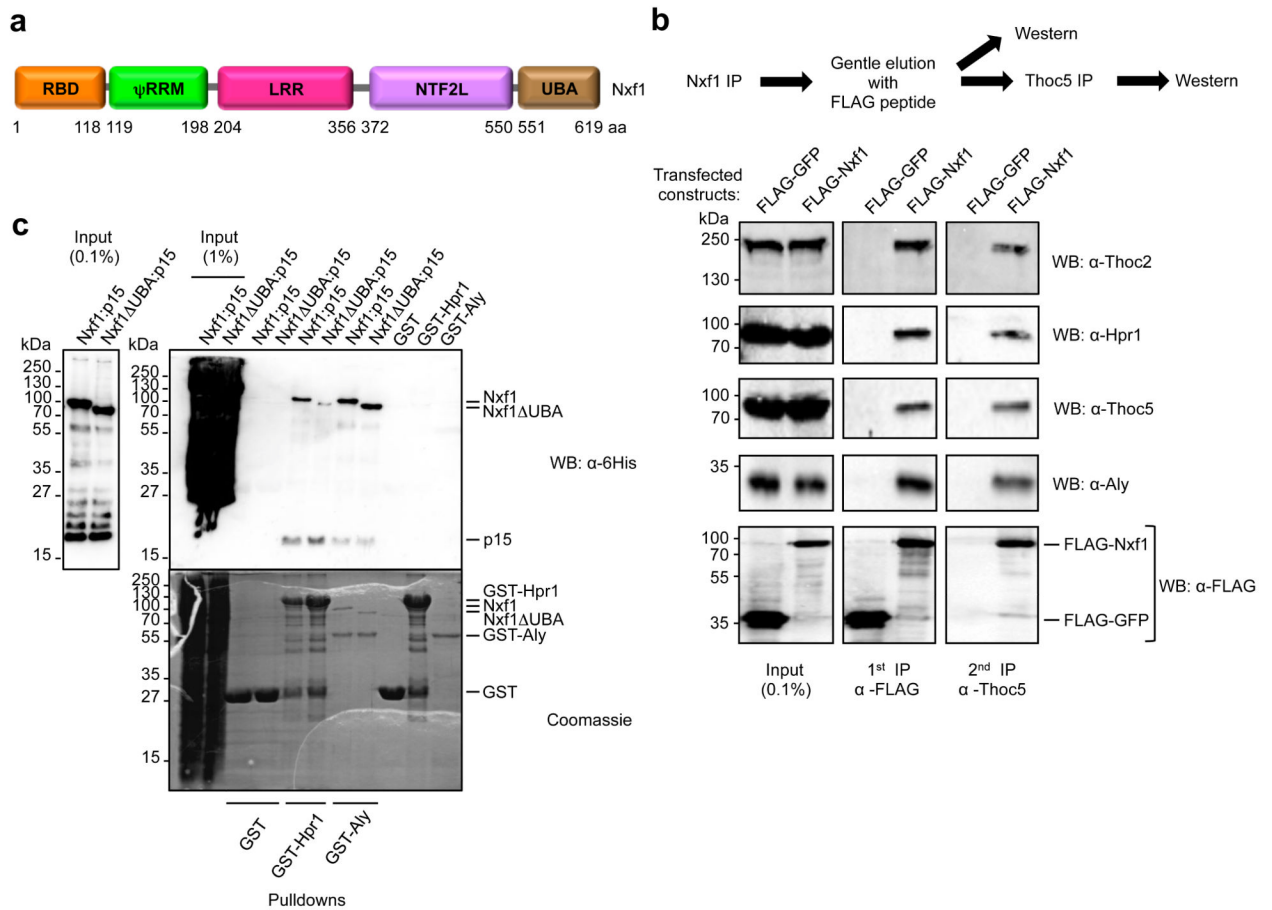 a
RBD ψRRM LRR NTF2L UBA Nxf1
1 118 119 198 204 356 372 550 551 619 aa
b
Nxf1 IP
Gentle elution
with
FLAG peptide
Western
Thoc5 IP
Western
Transfected
constructs:
FLAG-GFP
FLAG-Nxf1
FLAG-GFP
FLAG-Nxf1
FLAG-GFP
FLAG-Nxf1
kDa
250
130
WB: α-Thoc2
100
70
WB: α-Hpr1
100
70
WB: α-Thoc5
35
WB: α-Aly
100
70
55
35
FLAG-Nxf1
FLAG-GFP
WB: α-FLAG
Input
(0.1%)
1st IP
α -FLAG
2nd IP
α -Thoc5
c
Input
(0.1%)
Nxf1:p15
Nxf1ΔUBA:p15
Input
(1%)
Nxf1:p15
Nxf1ΔUBA:p15
Nxf1:p15
Nxf1ΔUBA:p15
Nxf1:p15
Nxf1ΔUBA:p15
Nxf1:p15
Nxf1ΔUBA:p15
GST
GST-Hpr1
GST-Aly
kDa
250
130
100
70
55
35
27
15
kDa
250
130
100
70
55
35
27
15
Nxf1
Nxf1ΔUBA
WB: α-6His
p15
250
130
100
70
55
35
27
15
GST-Hpr1
Nxf1
Nxf1ΔUBA
GST-Aly
GST
Coomassie
GST
GST-Hpr1
GST-Aly
Pulldowns